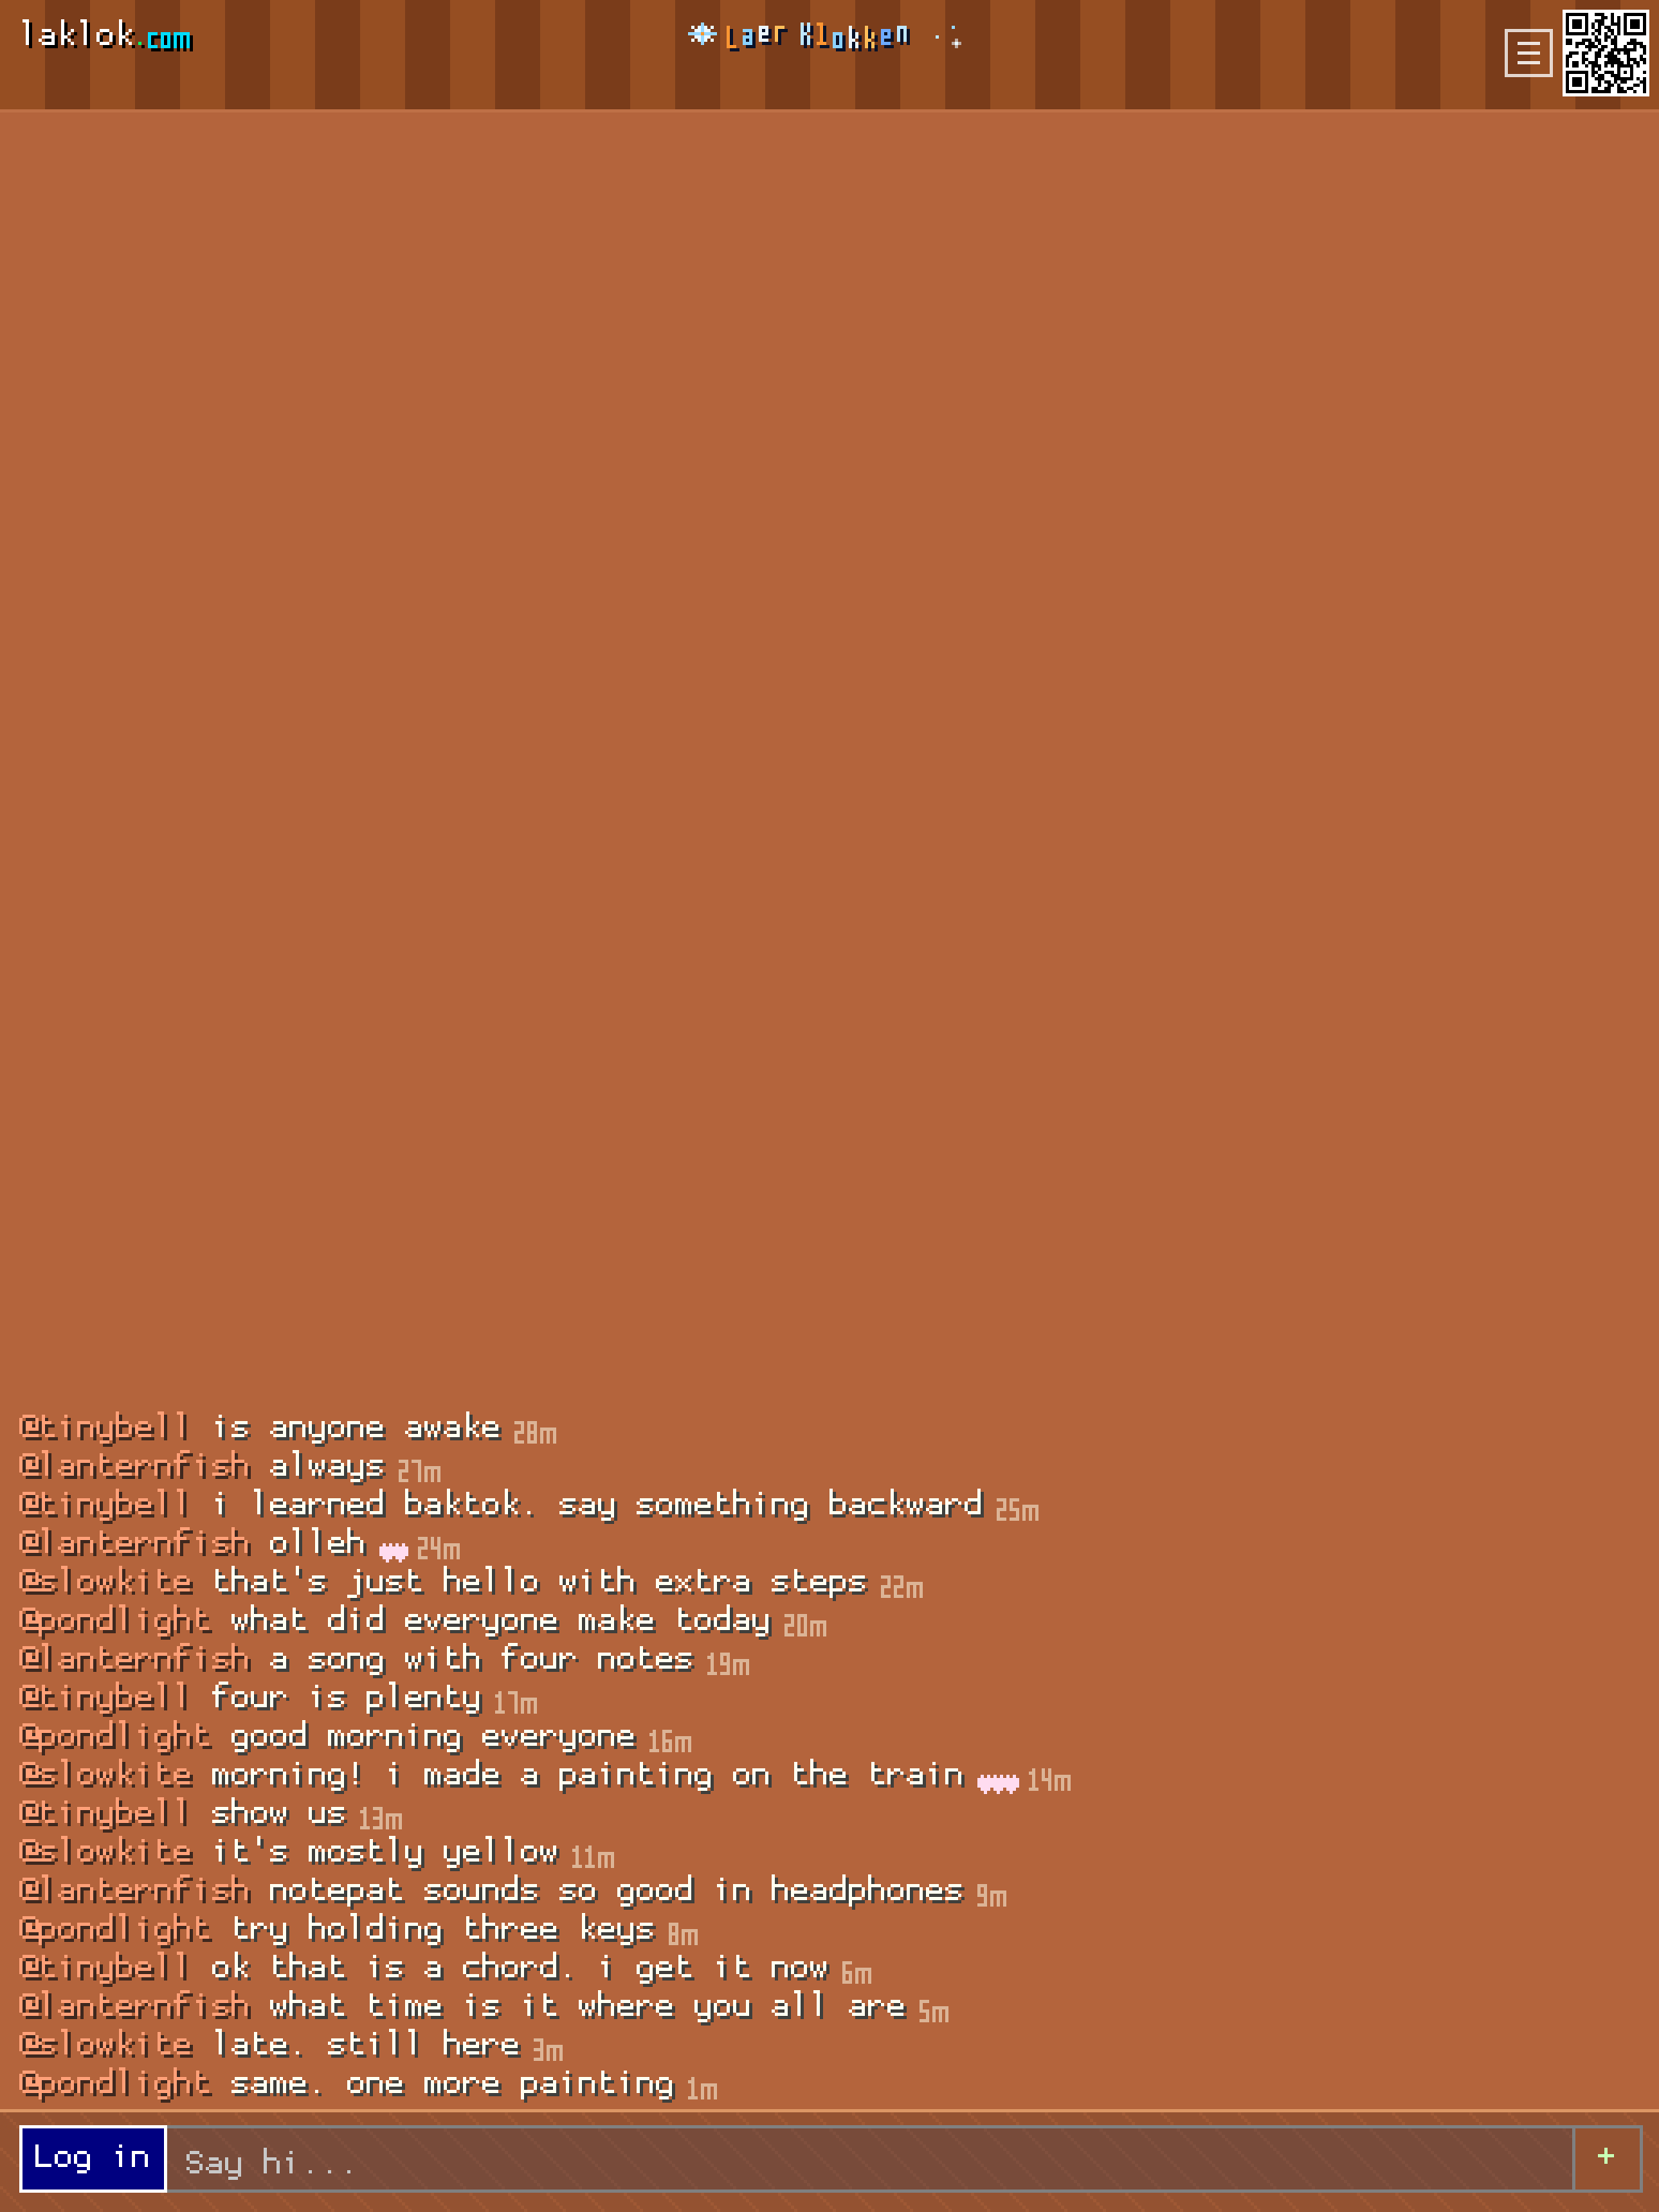 laklok.com
Laer Klokken
@tinybell is anyone awake 28m
@lanternfish always 27m
@tinybell i learned baktok. say something backward 25m
@lanternfish olleh 24m
@slowkite that's just hello with extra steps 22m
@pondlight what did everyone make today 20m
@lanternfish a song with four notes 19m
@tinybell four is plenty 17m
@pondlight good morning everyone 16m
@slowkite morning! i made a painting on the train 14m
@tinybell show us 13m
@slowkite it's mostly yellow 11m
@lanternfish notepat sounds so good in headphones 9m
@pondlight try holding three keys 8m
@tinybell ok that is a chord. i get it now 6m
@lanternfish what time is it where you all are 5m
@slowkite late. still here 3m
@pondlight same. one more painting 1m
Log in Say hi... +